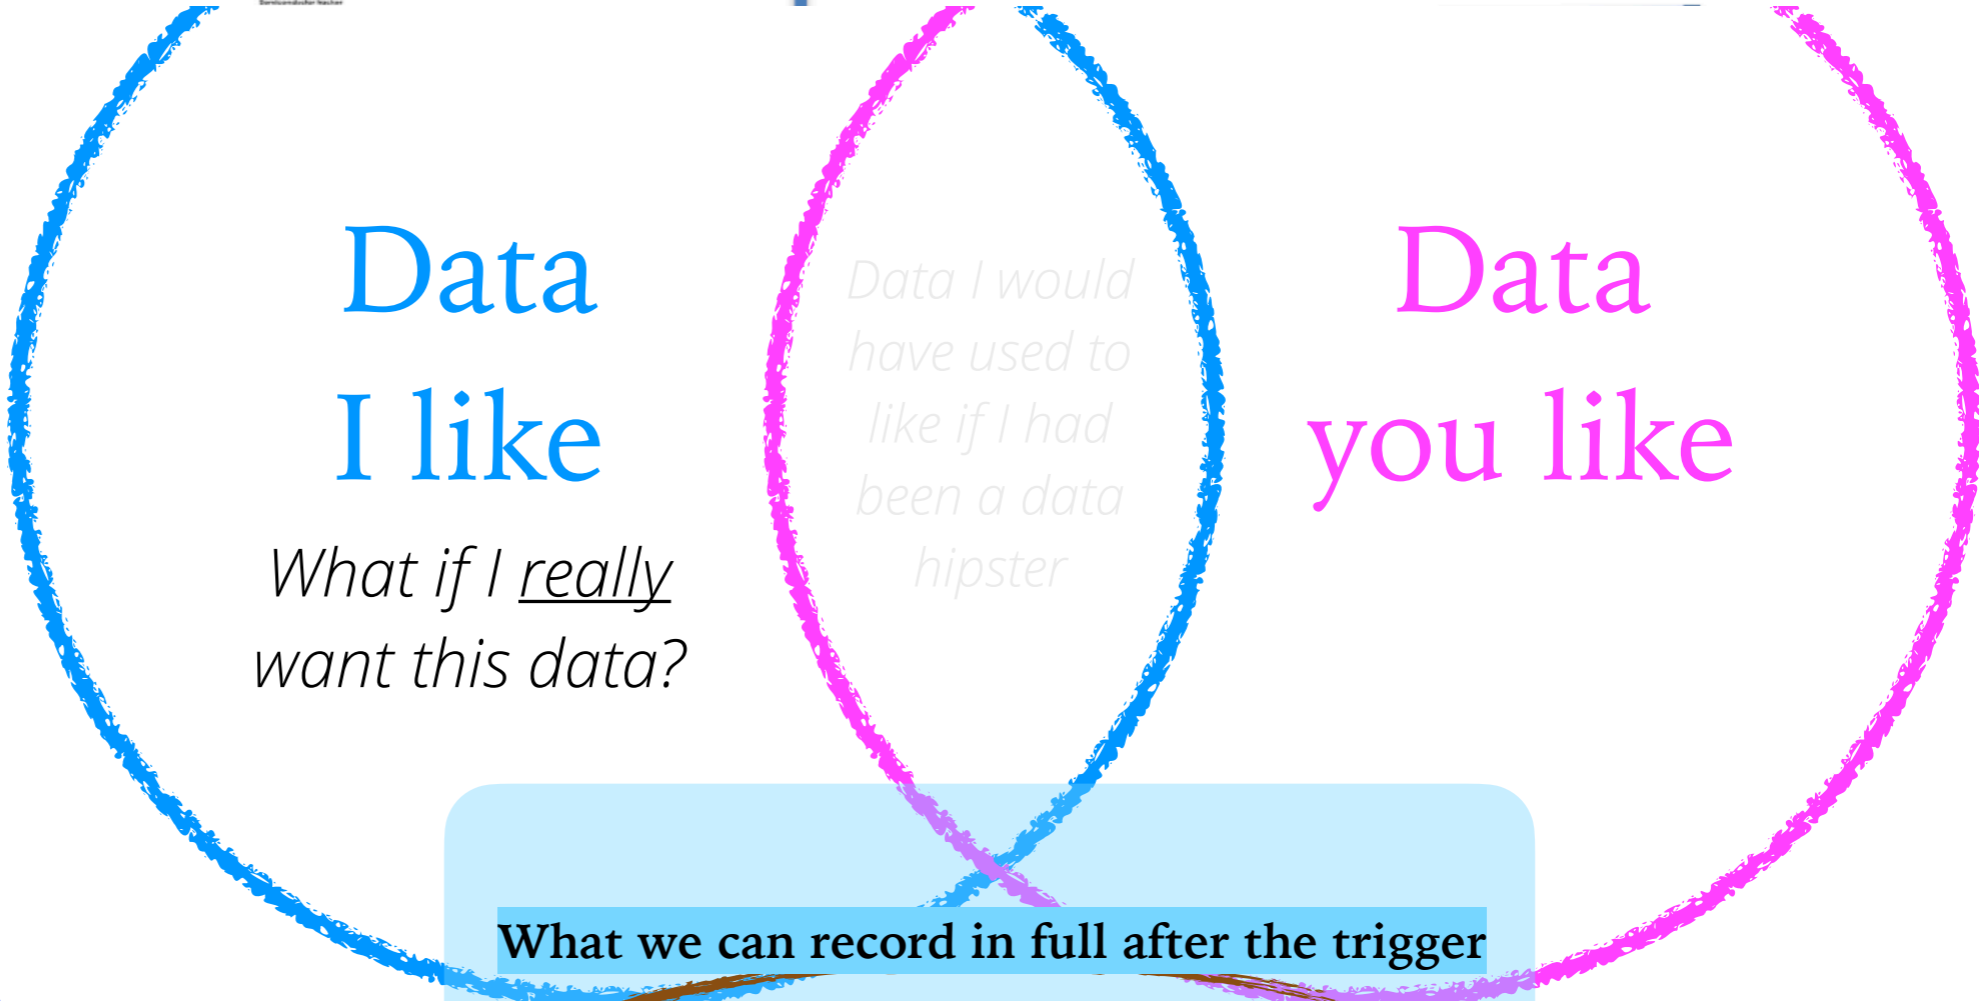 Data
I like
What if I really
want this data?
Data I would
have used to
like if I had
been a data
hipster
Data
you like
What we can record in full after the trigger